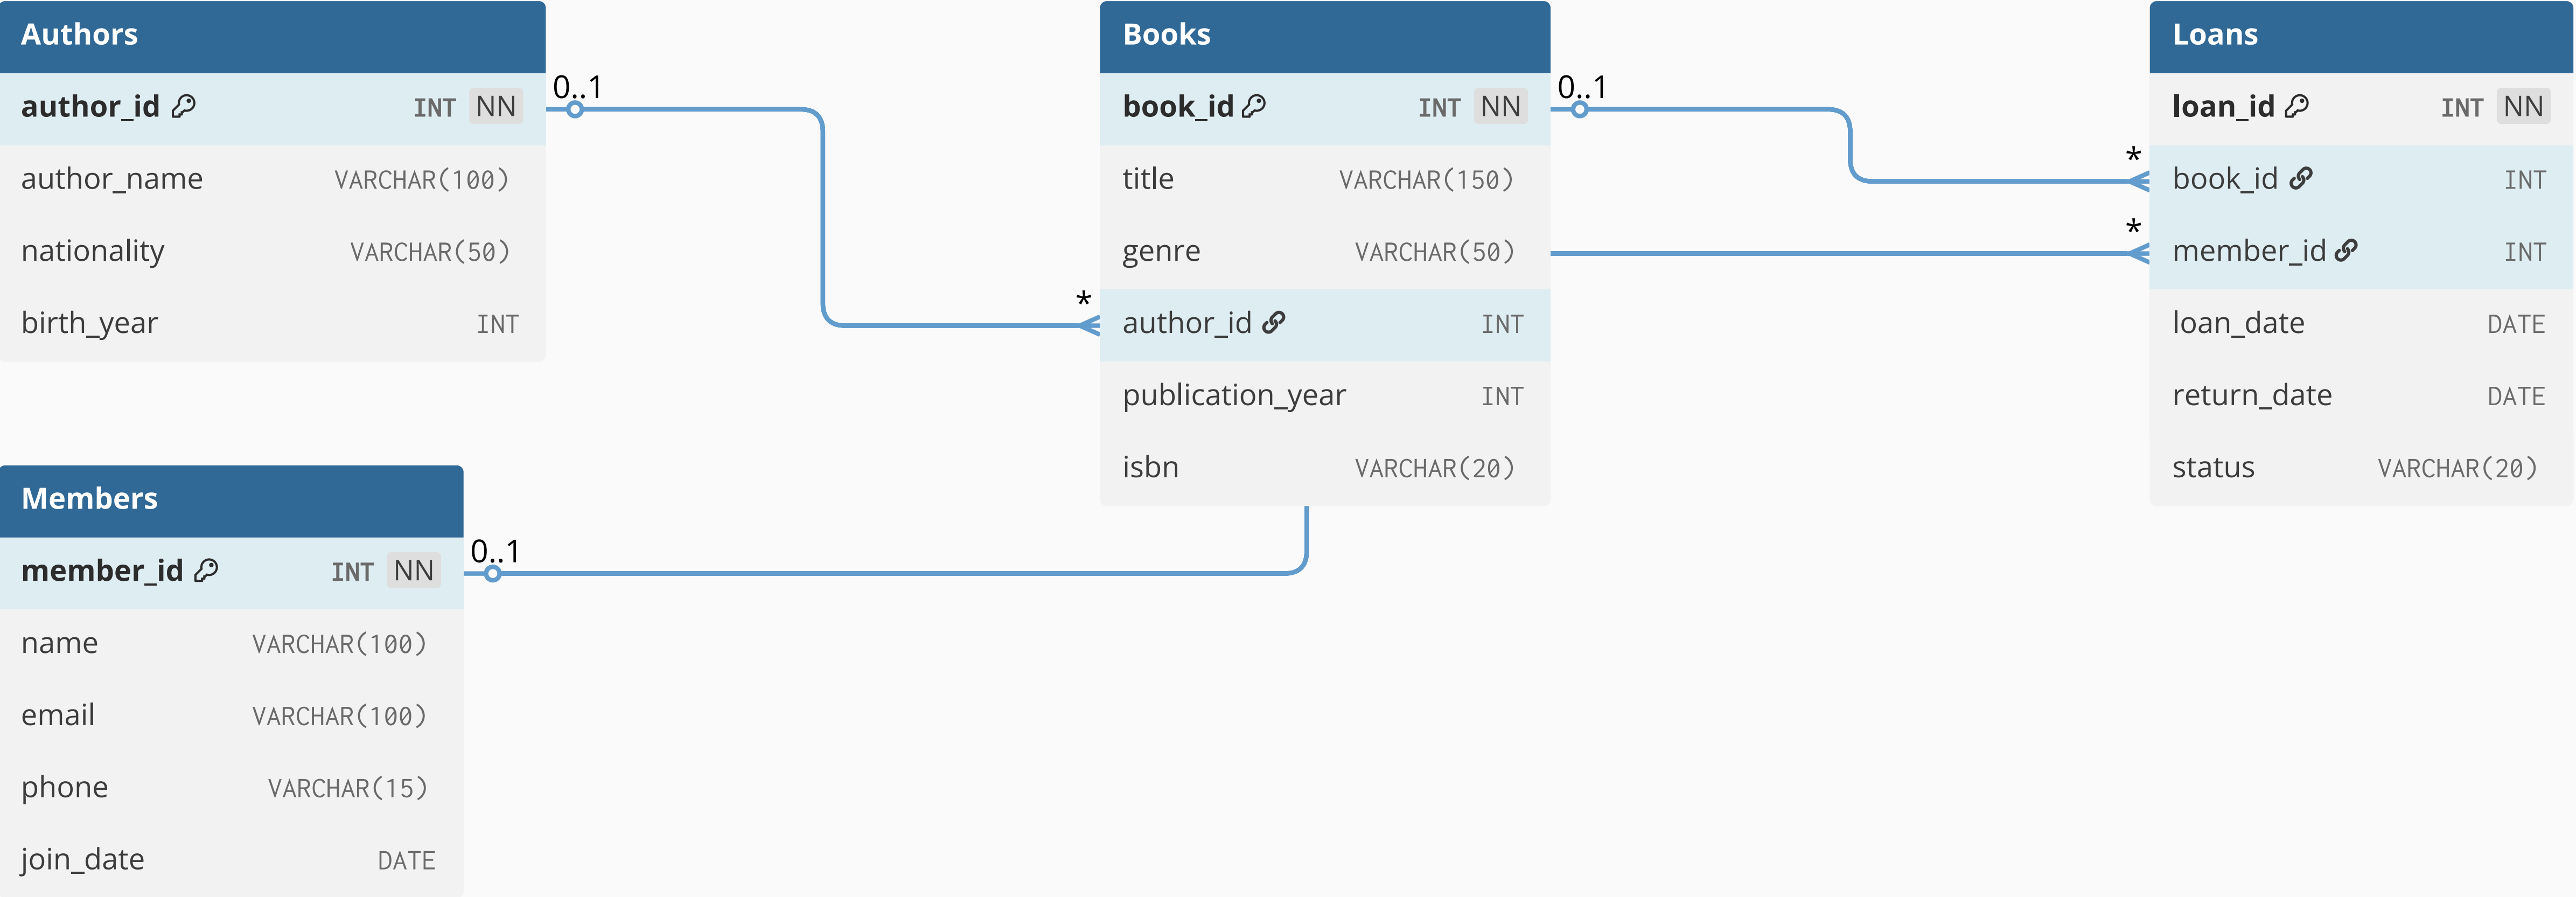 Authors
author_id INT NN
author_name VARCHAR(100)
nationality VARCHAR(50)
birth_year INT
0..1
*
Books
book_id INT NN
title VARCHAR(150)
genre VARCHAR(50)
author_id INT
publication_year INT
isbn VARCHAR(20)
0..1
*
*
Loans
loan_id INT NN
book_id INT
member_id INT
loan_date DATE
return_date DATE
status VARCHAR(20)
Members
member_id INT NN
name VARCHAR(100)
email VARCHAR(100)
phone VARCHAR(15)
join_date DATE
0..1